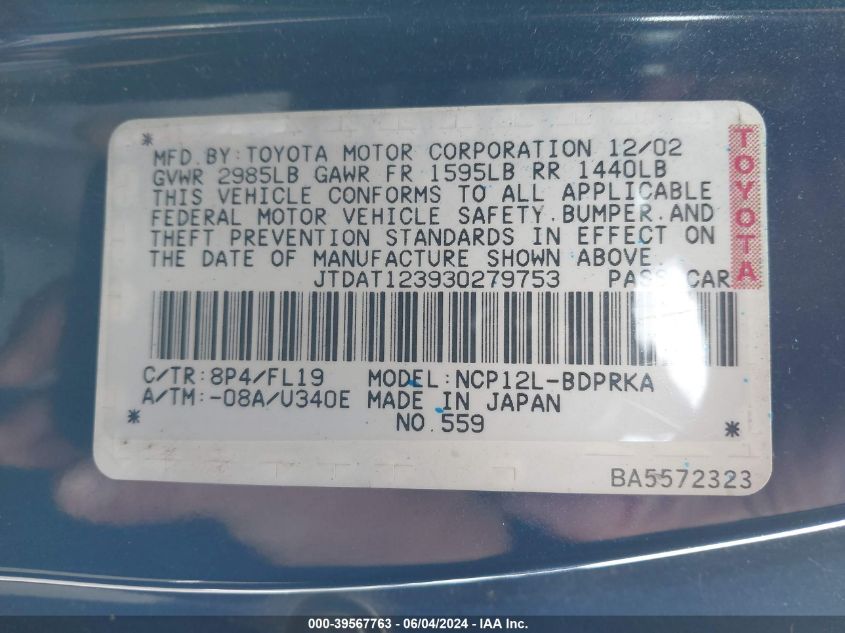 * MFD. BY: TOYOTA MOTOR CORPORATION 12/02
GVWR 2985LB GAWR FR 1595LB RR 1440LB
THIS VEHICLE CONFORMS TO ALL APPLICABLE
FEDERAL MOTOR VEHICLE SAFETY. BUMPER. AND
THEFT PREVENTION STANDARDS IN EFFECT ON
THE DATE OF MANUFACTURE SHOWN ABOVE.
JTDAT123930279753 PASS CAR
TOYOTA
C/TR: 8P4/FL19 MODEL: NCP12L-BDPRKA
A/TM: -08A/U340E MADE IN JAPAN
* NO. 559 *
BA5572323
000-39567763 - 06/04/2024 - IAAI.COM